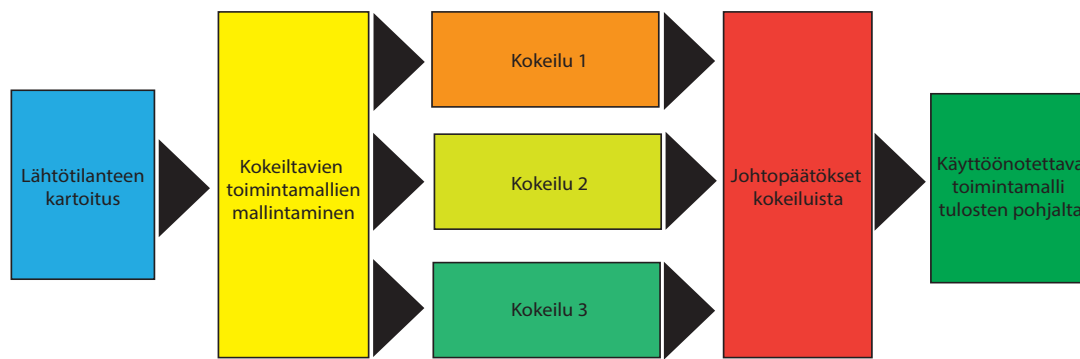 Lähtötilanteen
kartoitus
Kokeiltavien
toimintamallien
mallintaminen
Kokeilu 1
Kokeilu 2
Kokeilu 3
Johtopäätökset
kokeiluista
Käyttöönotettava
toimintamalli
tulosten pohjalta